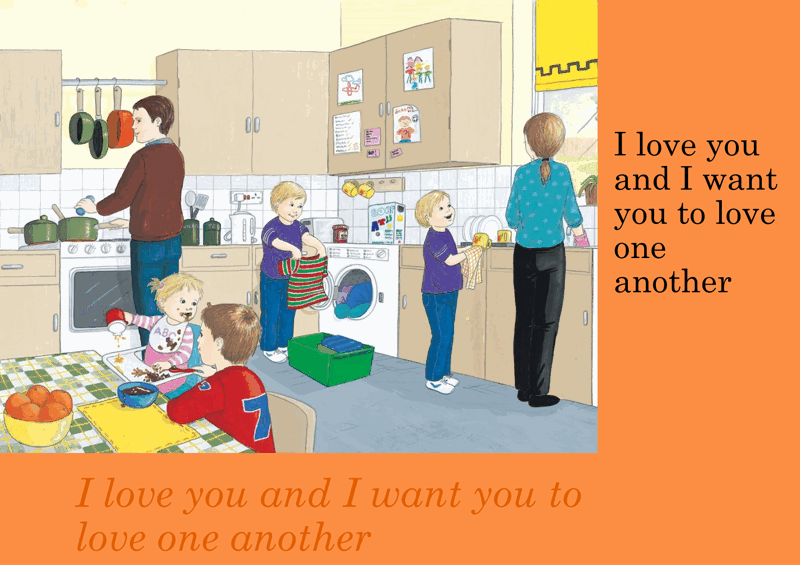 I love you
and I want
you to love
one
another
ABC
7
I love you and I want you to
love one another